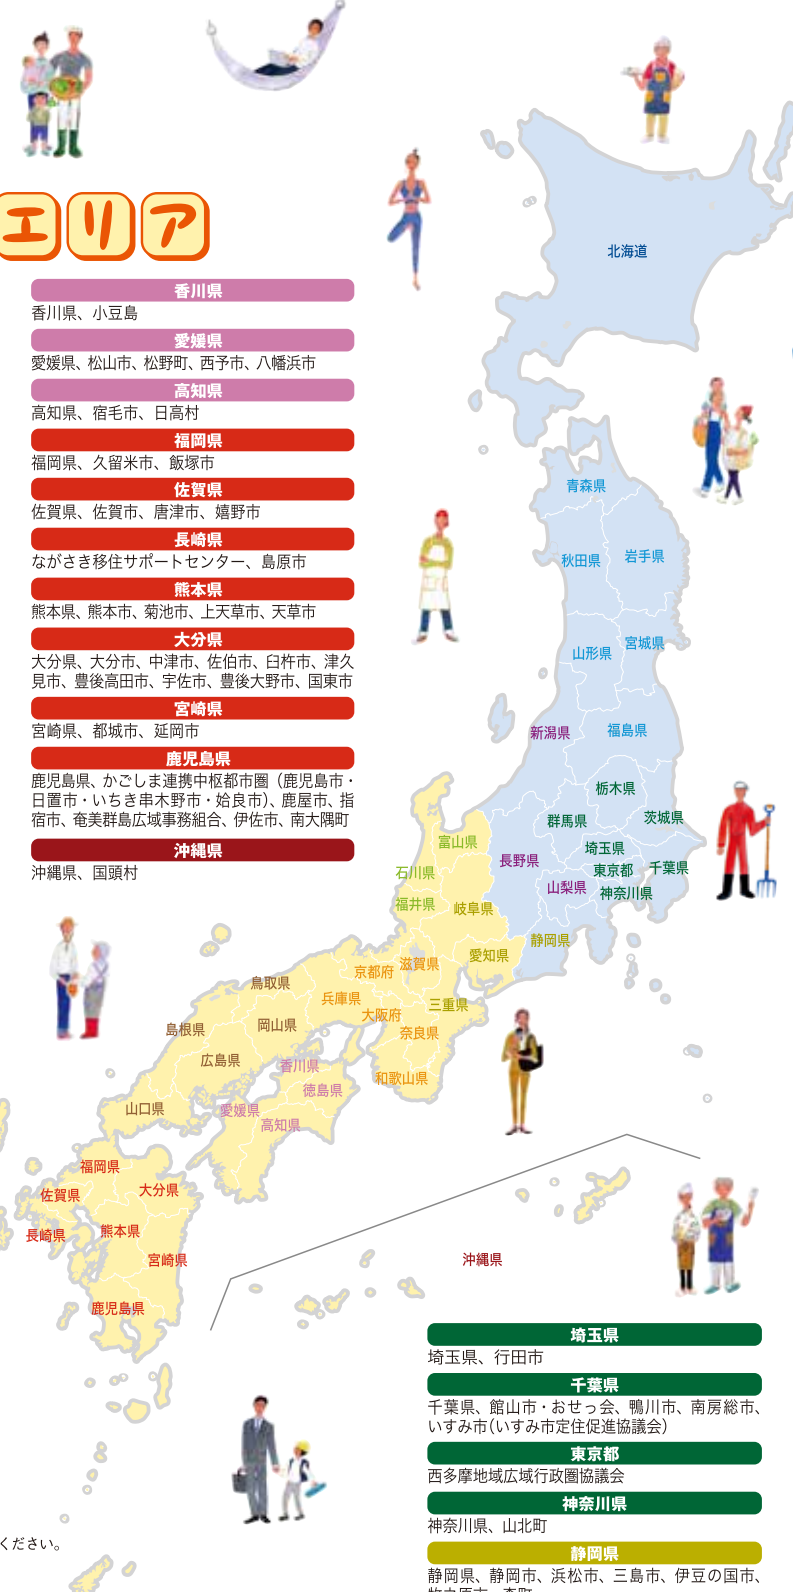 エリア
香川県
香川県、小豆島
愛媛県
愛媛県、松山市、松野町、西予市、八幡浜市
高知県
高知県、宿毛市、日高村
福岡県
福岡県、久留米市、飯塚市
佐賀県
佐賀県、佐賀市、唐津市、嬉野市
長崎県
ながさき移住サポートセンター、島原市
熊本県
熊本県、熊本市、菊池市、上天草市、天草市
大分県
大分県、大分市、中津市、佐伯市、臼杵市、津久
見市、豊後高田市、宇佐市、豊後大野市、国東市
宮崎県
宮崎県、都城市、延岡市
鹿児島県
鹿児島県、かごしま連携中枢都市圏（鹿児島市・
日置市・いちき串木野市・姶良市）、鹿屋市、指
宿市、奄美群島広域事務組合、伊佐市、南大隅町
沖縄県
沖縄県、国頭村
北海道
青森県
秋田県
岩手県
山形県
宮城県
新潟県
福島県
栃木県
群馬県
茨城県
富山県
長野県
埼玉県
石川県
東京都
千葉県
山梨県
神奈川県
福井県
岐阜県
静岡県
愛知県
京都府
滋賀県
鳥取県
兵庫県
三重県
大阪府
島根県
岡山県
奈良県
広島県
香川県
和歌山県
徳島県
山口県
愛媛県
高知県
福岡県
佐賀県
大分県
長崎県
熊本県
宮崎県
鹿児島県
沖縄県
埼玉県
埼玉県、行田市
千葉県
千葉県、館山市・おせっ会、鴨川市、南房総市、
いすみ市（いすみ市定住促進協議会）
東京都
西多摩地域広域行政圏協議会
神奈川県
神奈川県、山北町
静岡県
静岡県、静岡市、浜松市、三島市、伊豆の国市、
ください。